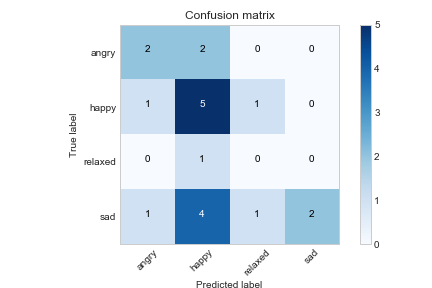 Confusion matrix
True label
angry 2 2 0 0
happy 1 5 1 0
relaxed 0 1 0 0
sad 1 4 1 2
angry happy relaxed sad
Predicted label
5
4
3
2
1
0